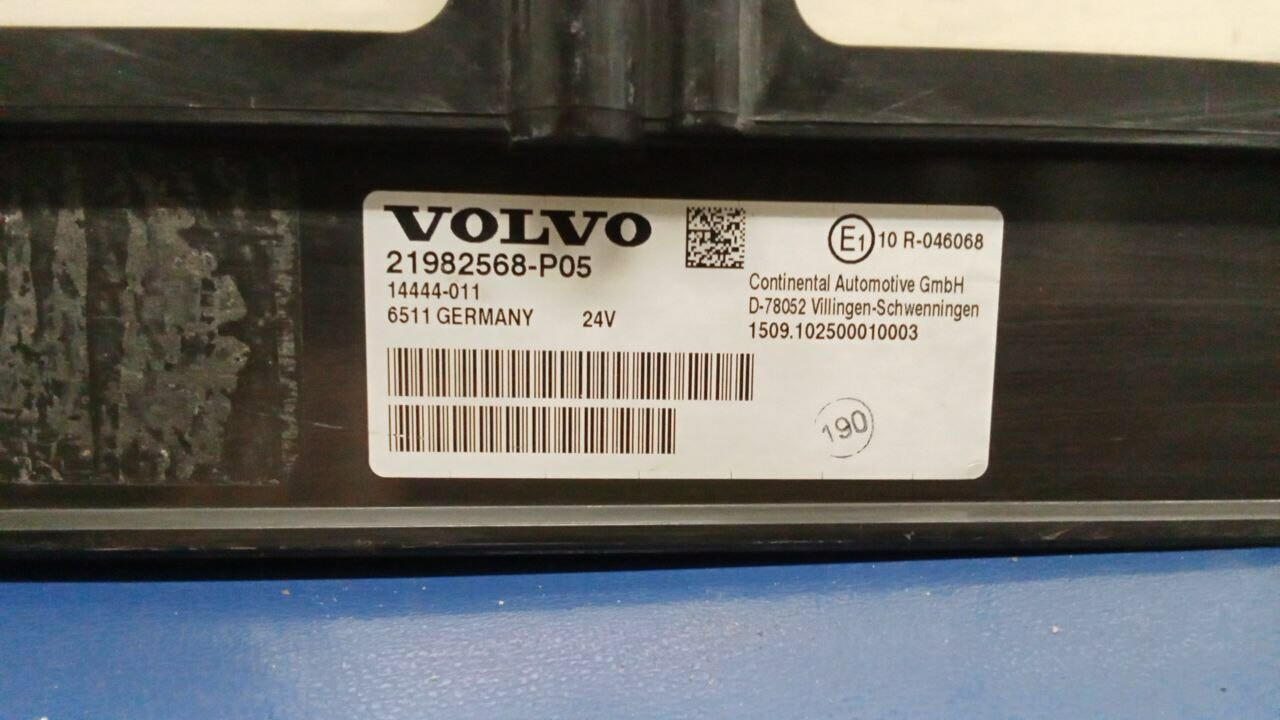 VOLVO
21982568-P05
14444-011
6511 GERMANY 24V
E1 10 R-046068
Continental Automotive GmbH
D-78052 Villingen-Schwenningen
1509.102500010003
190